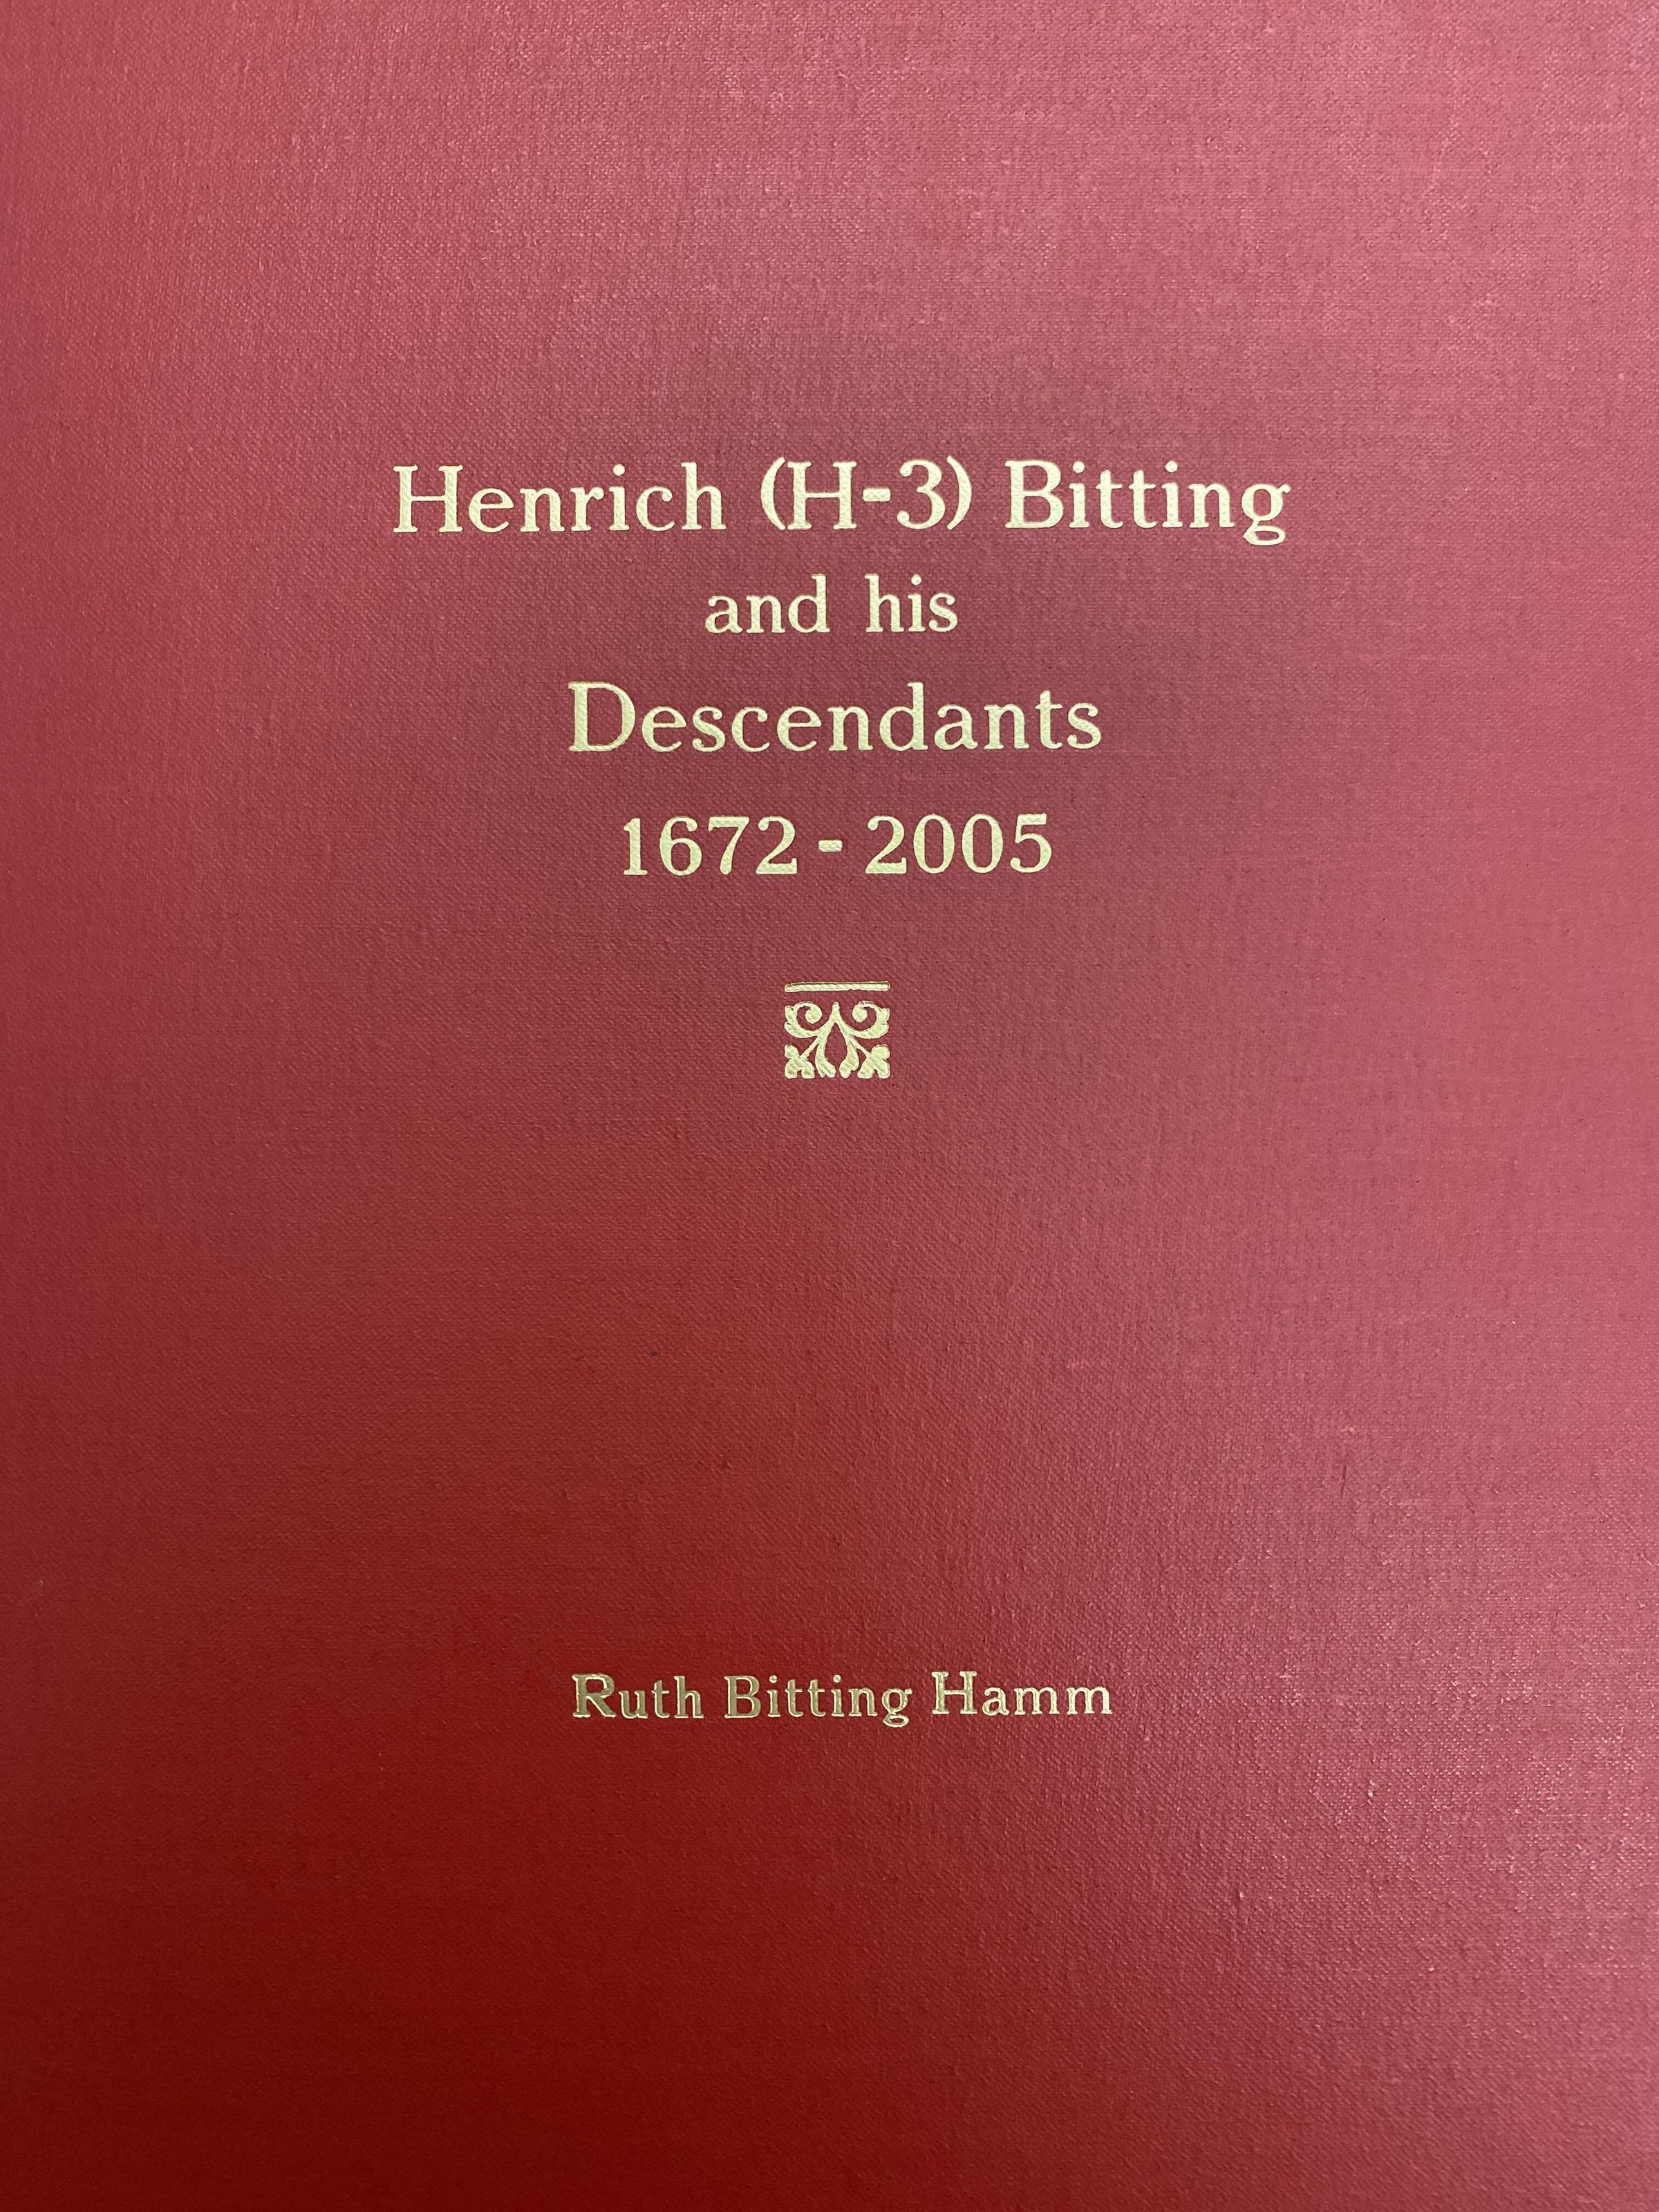 Henrich (H-3) Bitting
and his
Descendants
1672 - 2005
Ruth Bitting Hamm